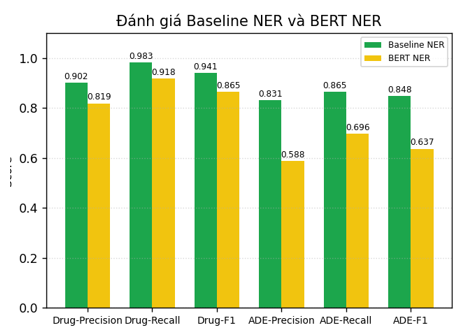 Đánh giá Baseline NER và BERT NER
Baseline NER
BERT NER
1.0
0.8
0.6
0.4
0.2
0.0
0.902
0.819
0.983
0.918
0.941
0.865
0.831
0.588
0.865
0.696
0.848
0.637
Drug-Precision
Drug-Recall
Drug-F1
ADE-Precision
ADE-Recall
ADE-F1